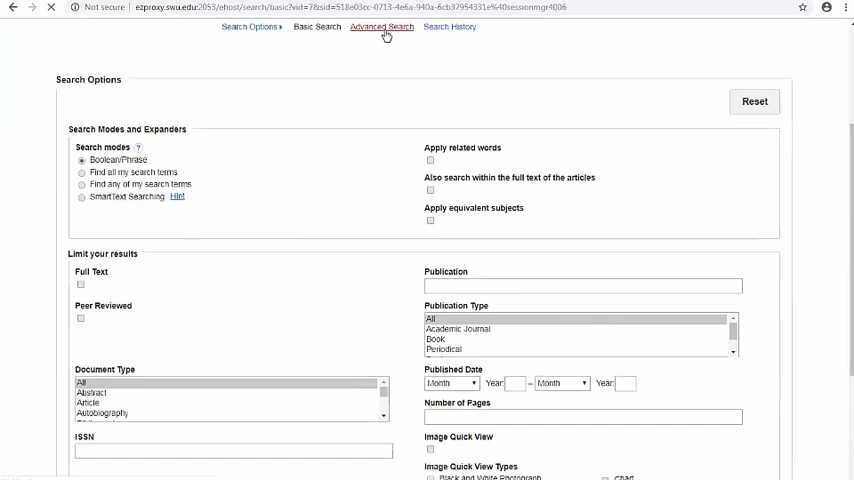 Not secure | ezproxy.swu.edu:2053/ehost/search/basic?vid=7&sid=518e03cc-0713-4e6a-940a-6cb37954331e%40sessionmgr4006
Search Options Basic Search Advanced Search Search History
Search Options
Reset
Search Modes and Expanders
Search modes ?
Boolean/Phrase
Find all my search terms
Find any of my search terms
SmartText Searching Hint
Apply related words
Also search within the full text of the articles
Apply equivalent subjects
Limit your results
Full Text
Peer Reviewed
Document Type
All
Abstract
Article
Autobiography
ISSN
Publication
Publication Type
All
Academic Journal
Book
Periodical
Published Date
Month Year: – Month Year:
Number of Pages
Image Quick View
Image Quick View Types
Black and White Photograph Chart